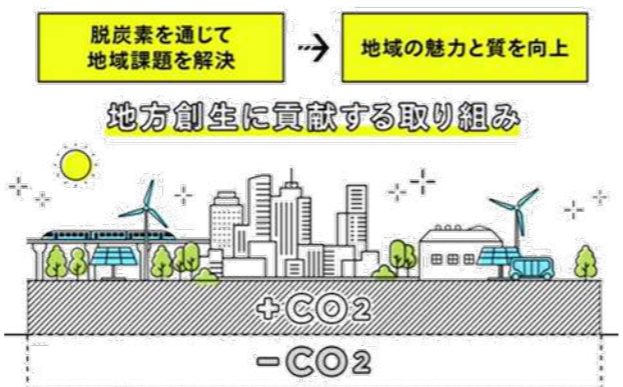 脱炭素を通じて
地域課題を解決
地域の魅力と質を向上
地方創生に貢献する取り組み
+CO2
-CO2